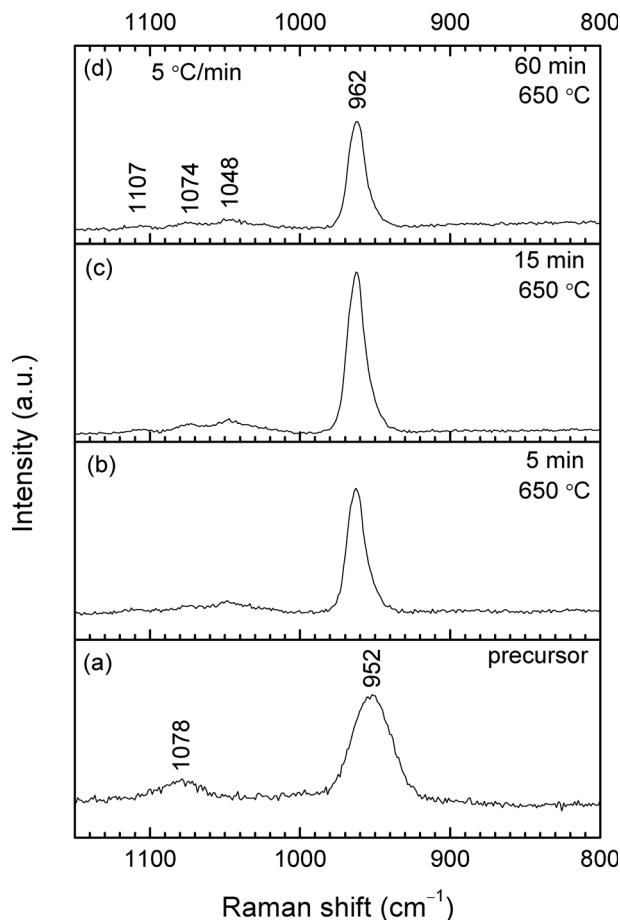 1100 1000 900 800
(d) 5 °C/min 60 min
962 650 °C
1107 1074 1048
(c) 15 min
650 °C
(b) 5 min
650 °C
(a) precursor
952
1078
1100 1000 900 800
Raman shift (cm⁻¹)
Intensity (a.u.)